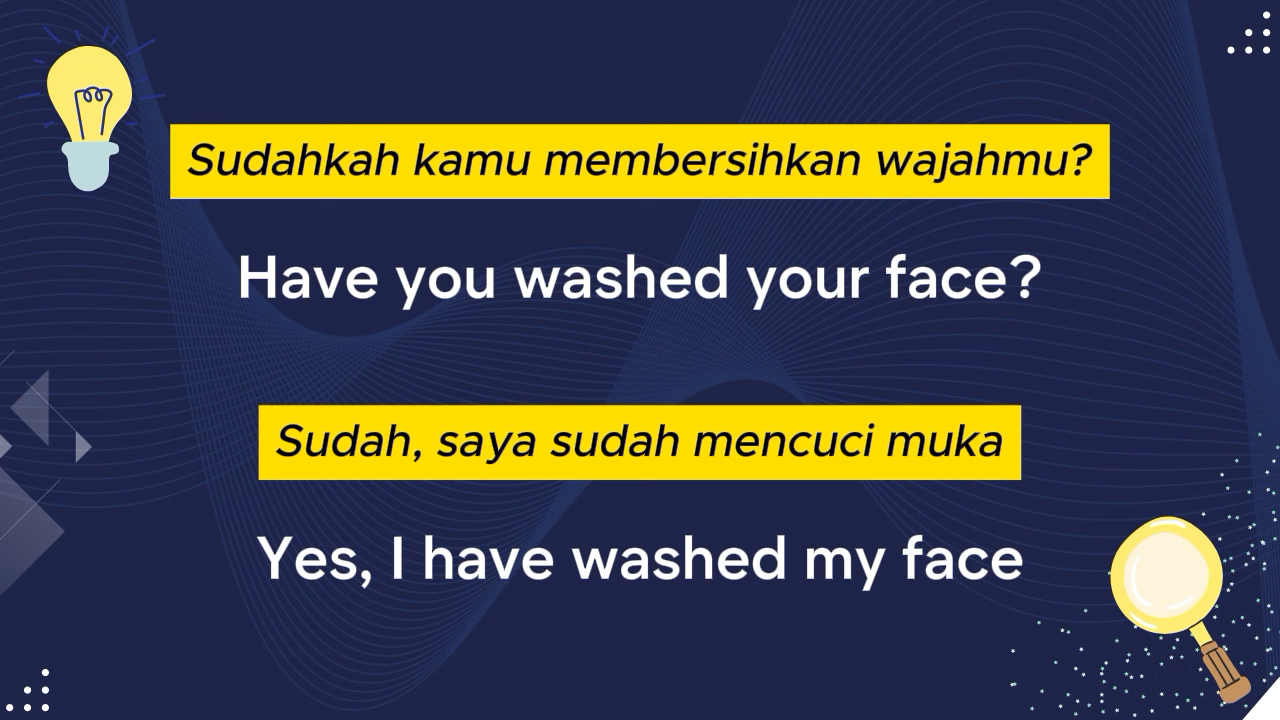 Sudahkah kamu membersihkan wajahmu?
Have you washed your face?
Sudah, saya sudah mencuci muka
Yes, I have washed my face